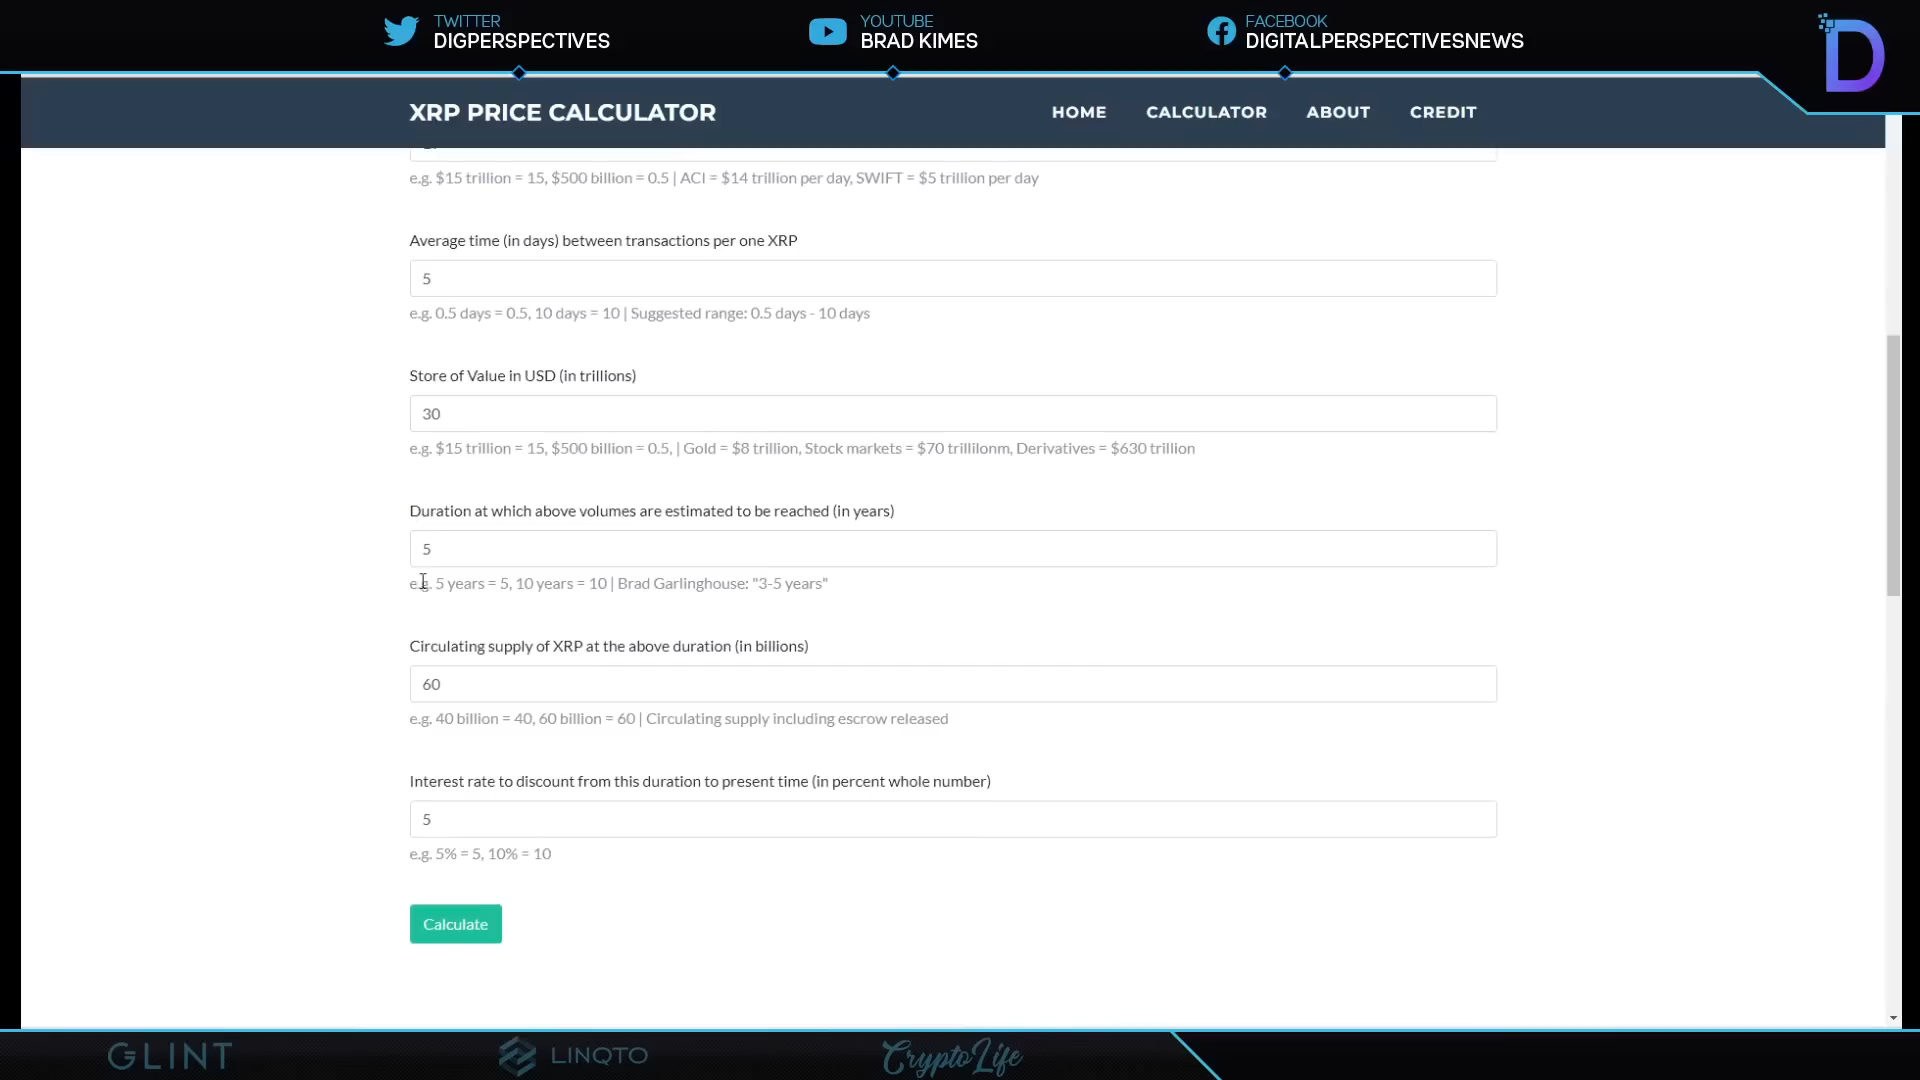 TWITTER
DIGPERSPECTIVES
YOUTUBE
BRAD KIMES
FACEBOOK
DIGITALPERSPECTIVESNEWS
D
XRP PRICE CALCULATOR
HOME
CALCULATOR
ABOUT
CREDIT
e.g. $15 trillion = 15, $500 billion = 0.5 | ACI = $14 trillion per day, SWIFT = $5 trillion per day
Average time (in days) between transactions per one XRP
5
e.g. 0.5 days = 0.5, 10 days = 10 | Suggested range: 0.5 days - 10 days
Store of Value in USD (in trillions)
30
e.g. $15 trillion = 15, $500 billion = 0.5, | Gold = $8 trillion, Stock markets = $70 trillilonm, Derivatives = $630 trillion
Duration at which above volumes are estimated to be reached (in years)
5
e.g. 5 years = 5, 10 years = 10 | Brad Garlinghouse: "3-5 years"
Circulating supply of XRP at the above duration (in billions)
60
e.g. 40 billion = 40, 60 billion = 60 | Circulating supply including escrow released
Interest rate to discount from this duration to present time (in percent whole number)
5
e.g. 5% = 5, 10% = 10
Calculate
GLINT
LINQTO
CryptoLife